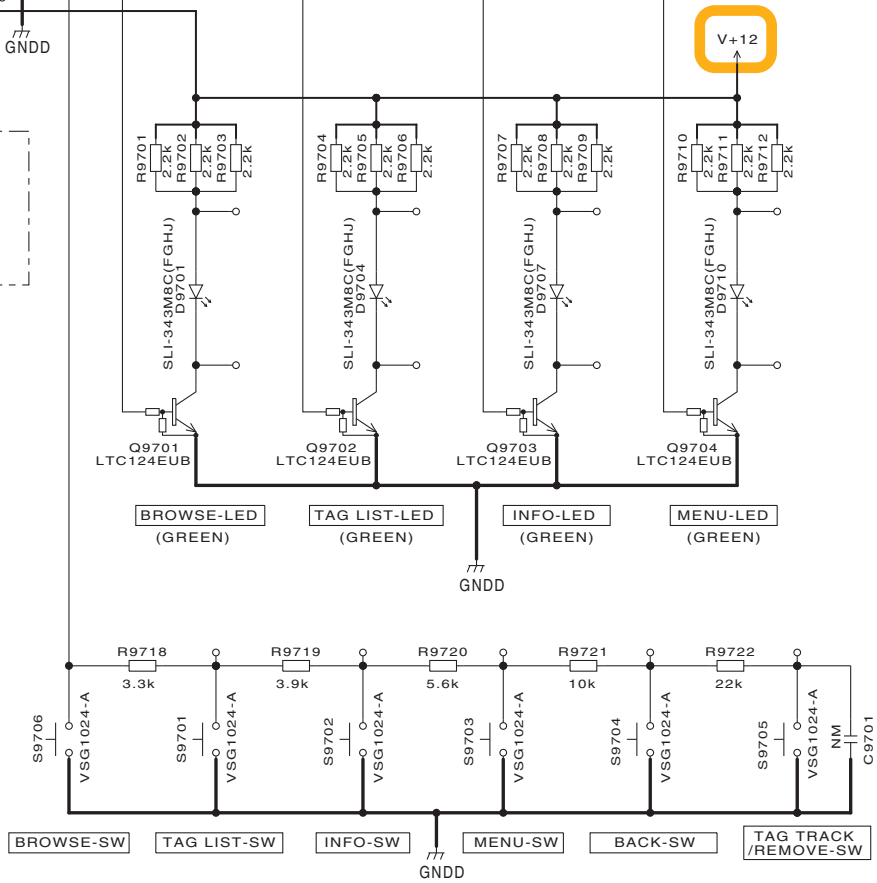 GNDD
V+12
R9701
2.2k
R9702
2.2k
R9703
2.2k
R9704
2.2k
R9705
2.2k
R9706
2.2k
R9707
2.2k
R9708
2.2k
R9709
2.2k
R9710
2.2k
R9711
2.2k
R9712
2.2k
SLI-343M8C(FGHJ)
D9701
SLI-343M8C(FGHJ)
D9704
SLI-343M8C(FGHJ)
D9707
SLI-343M8C(FGHJ)
D9710
Q9701
LTC124EUB
Q9702
LTC124EUB
Q9703
LTC124EUB
Q9704
LTC124EUB
BROWSE-LED
(GREEN)
TAG LIST-LED
(GREEN)
INFO-LED
(GREEN)
MENU-LED
(GREEN)
GNDD
R9718
3.3k
R9719
3.9k
R9720
5.6k
R9721
10k
R9722
22k
S9706
VSG1024-A
S9701
VSG1024-A
S9702
VSG1024-A
S9703
VSG1024-A
S9704
VSG1024-A
S9705
VSG1024-A
NM
C9701
BROWSE-SW
TAG LIST-SW
INFO-SW
MENU-SW
BACK-SW
TAG TRACK
/REMOVE-SW
GNDD